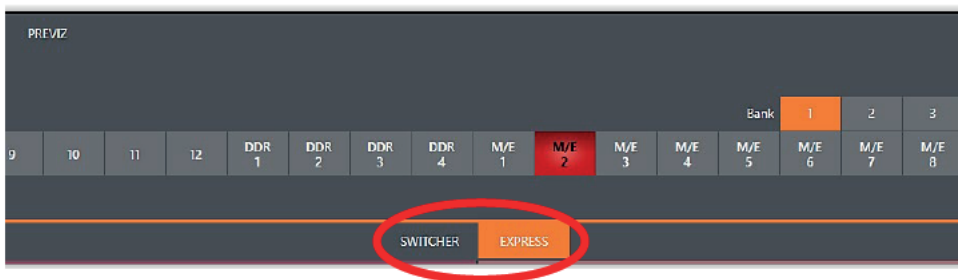 PREVIZ
Bank 1 2 3
9 10 11 12 DDR 1 DDR 2 DDR 3 DDR 4 M/E 1 M/E 2 M/E 3 M/E 4 M/E 5 M/E 6 M/E 7 M/E 8
SWITCHER EXPRESS